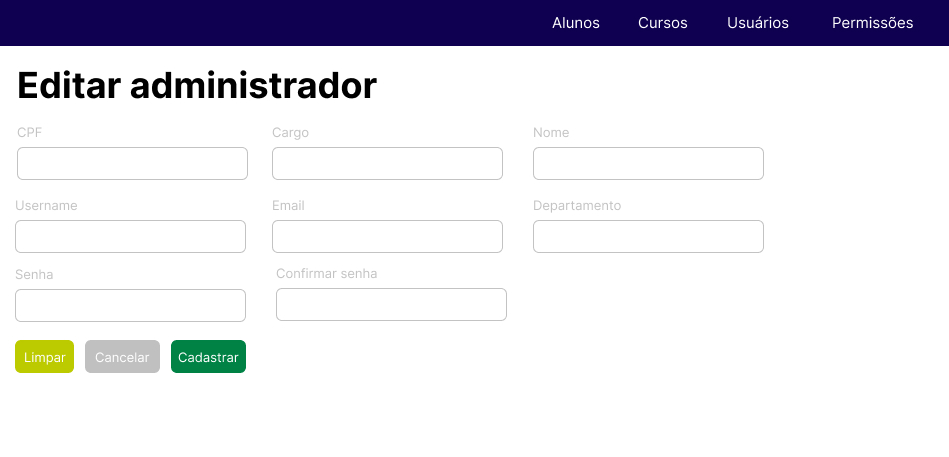 Alunos Cursos Usuários Permissões
Editar administrador
CPF Cargo Nome
Username Email Departamento
Senha Confirmar senha
Limpar Cancelar Cadastrar